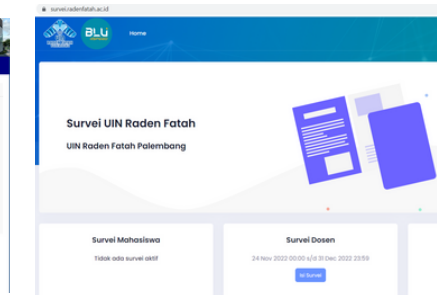 survei.radenfatah.ac.id
BLU
Home
Survei UIN Raden Fatah
UIN Raden Fatah Palembang
Survei Mahasiswa
Tidak ada survei aktif
Survei Dosen
24 Nov 2022 00:00 s/d 31 Dec 2022 23:59
Isi Survei